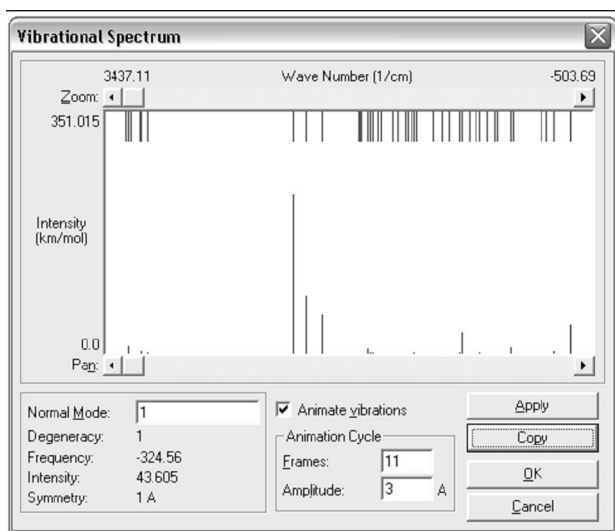 Vibrational Spectrum
3437.11 Wave Number (1/cm) -503.69
Zoom:
351.015
Intensity
(km/mol)
0.0
Pan:
Normal Mode: 1
Degeneracy: 1
Frequency: -324.56
Intensity: 43.605
Symmetry: 1 A
Animate vibrations
Animation Cycle
Frames: 11
Amplitude: 3 A
Apply
Copy
OK
Cancel